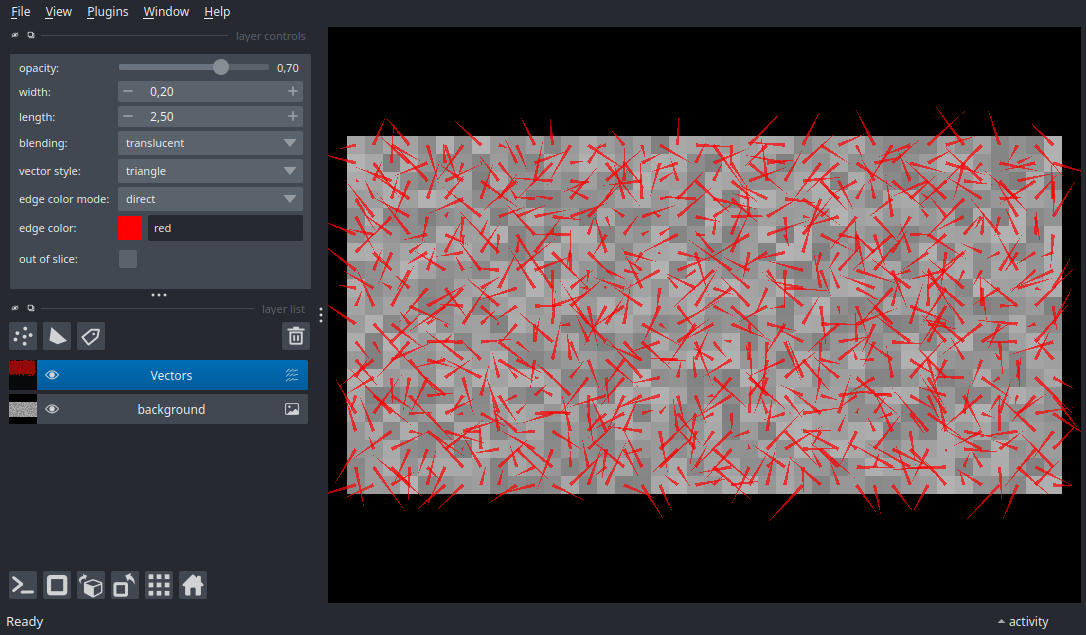 File View Plugins Window Help
layer controls
opacity: 0,70
width: 0,20
length: 2,50
blending: translucent
vector style: triangle
edge color mode: direct
edge color: red
out of slice:
layer list
Vectors
background
Ready
activity